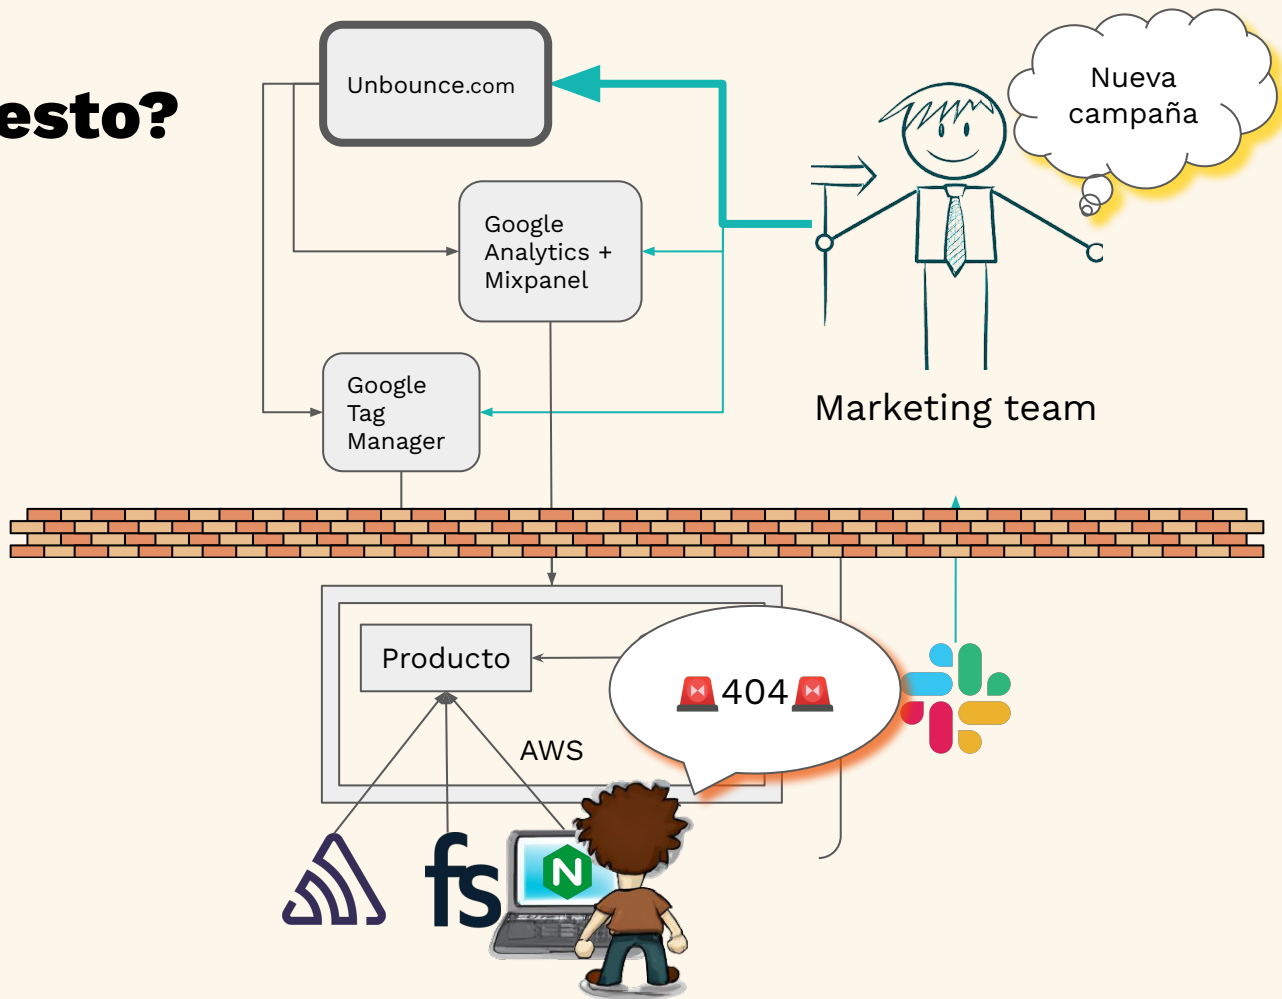 esto?
Unbounce.com
Nueva
campaña
Google
Analytics +
Mixpanel
Google
Tag
Manager
Marketing team
Producto
🚨404🚨
AWS
fs
N